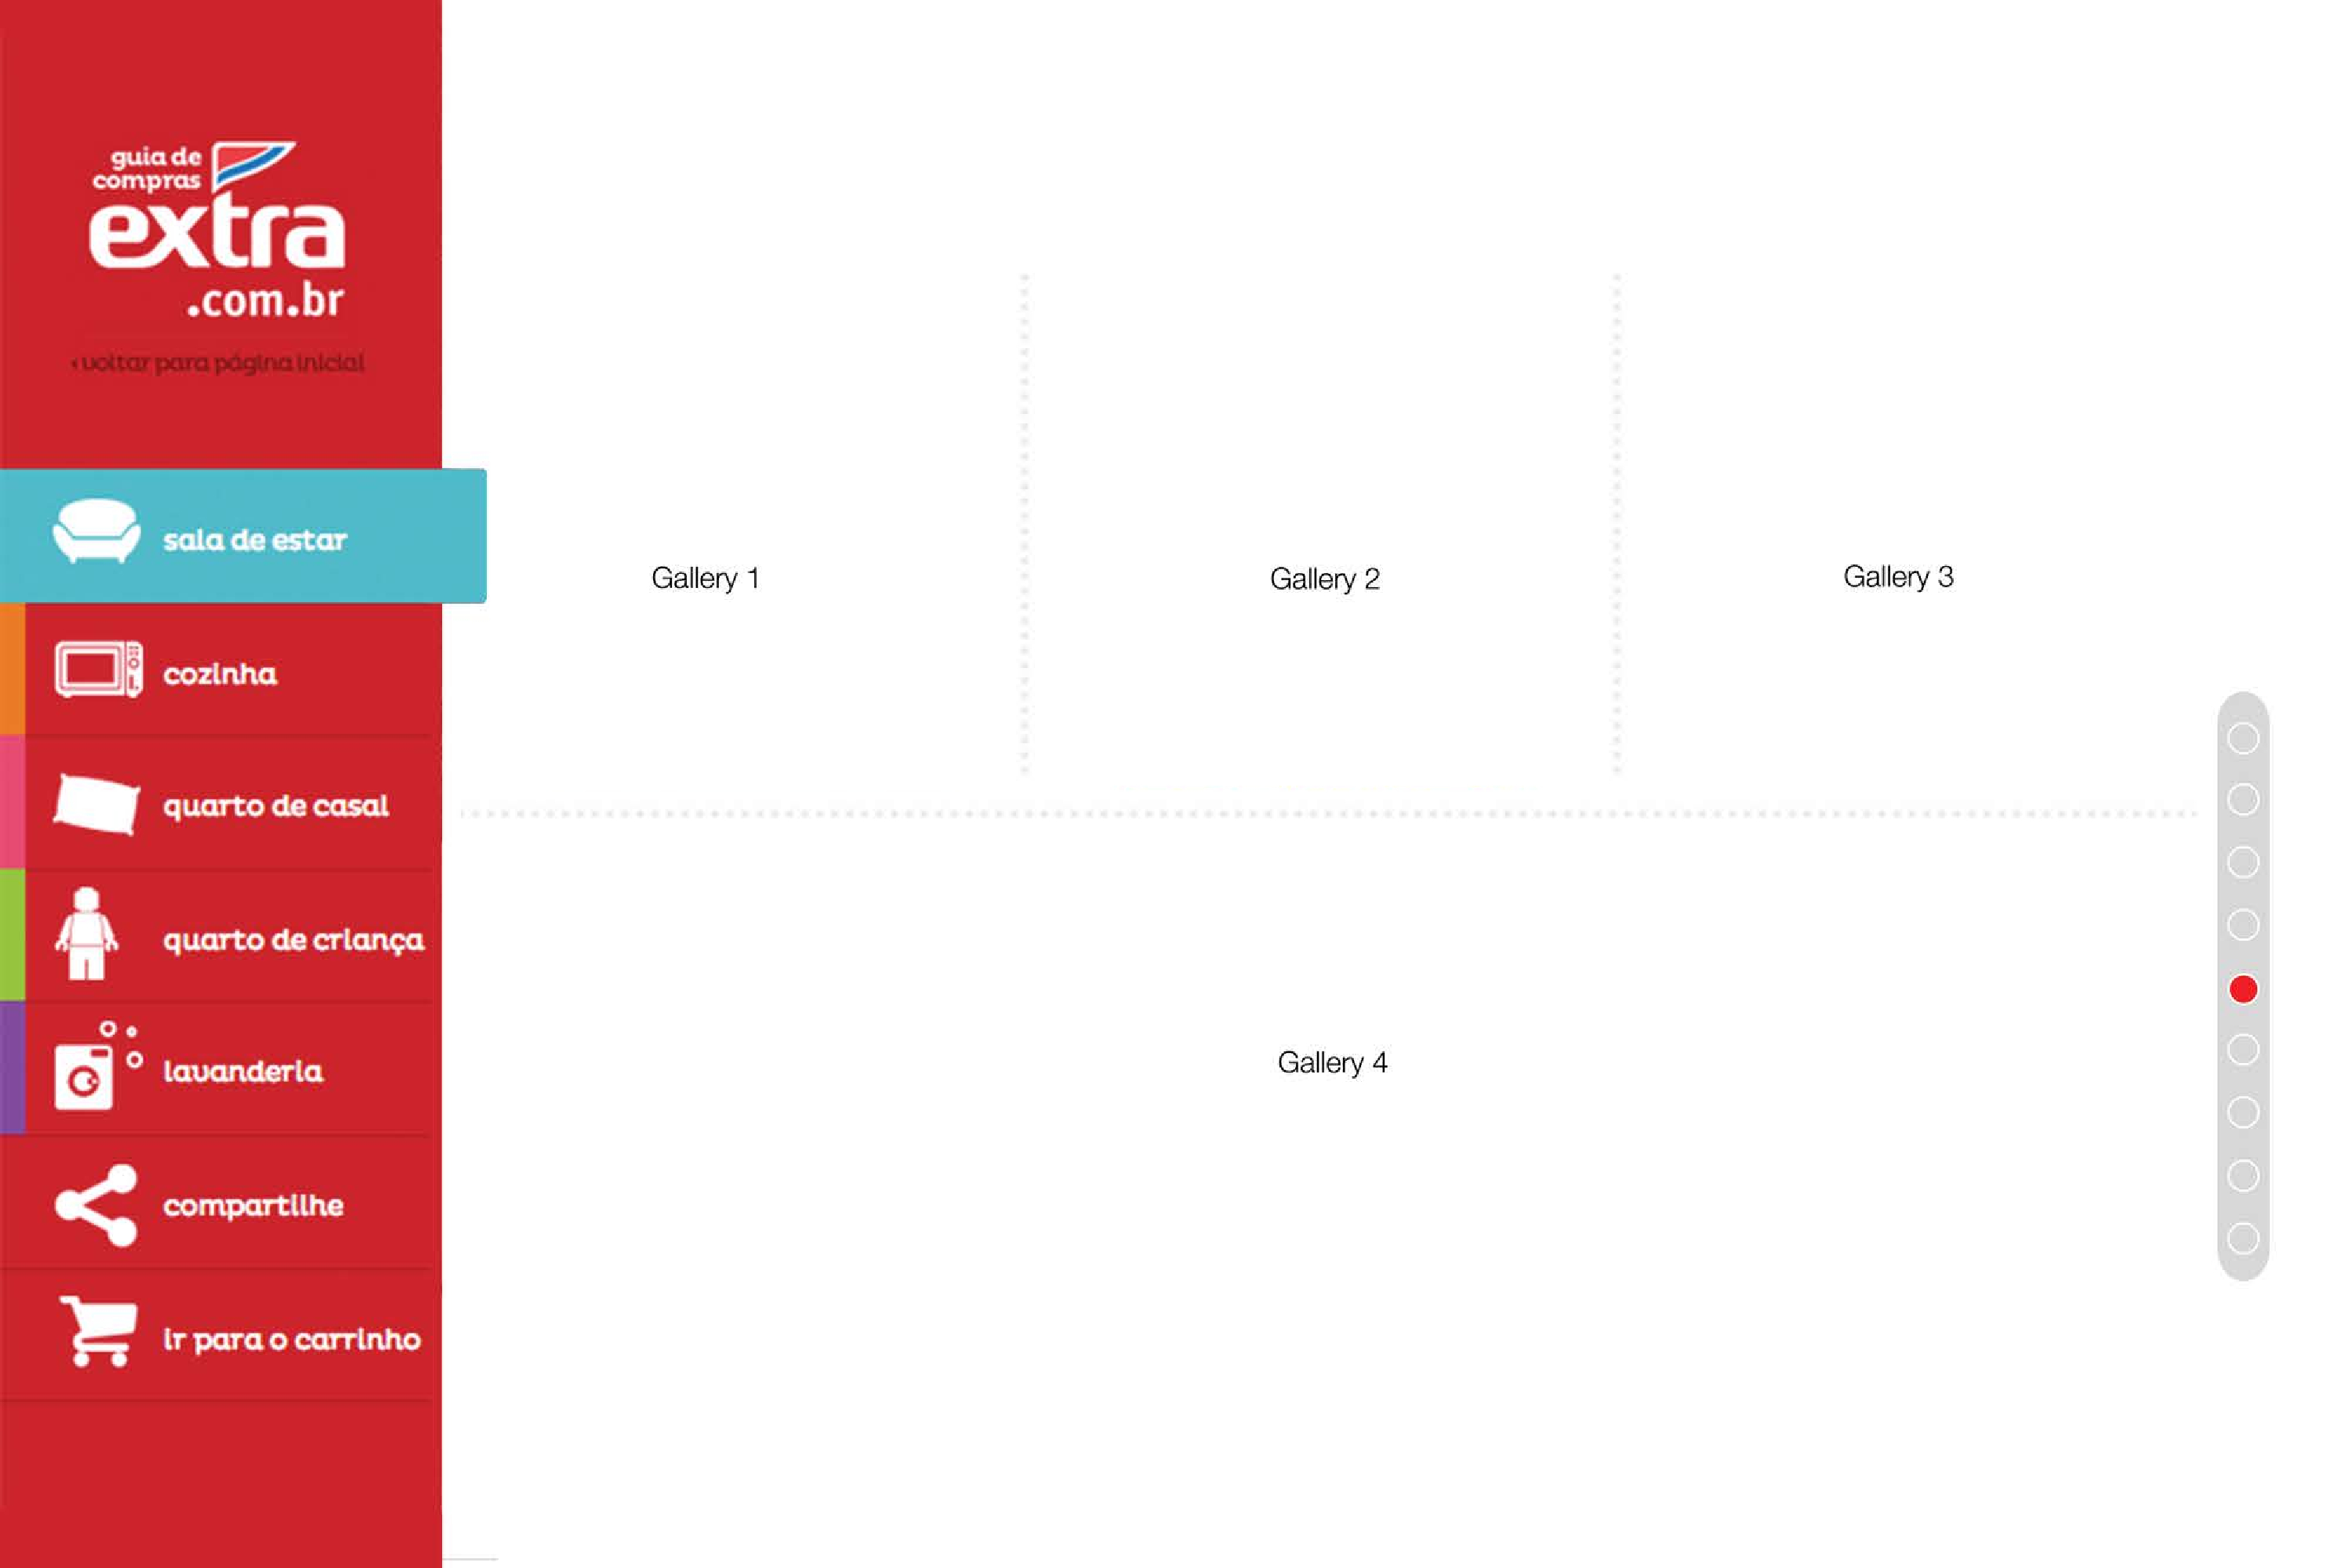 guia de
compras
extra
.com.br
‹ voltar para página inicial
sala de estar
cozinha
quarto de casal
quarto de criança
lavanderia
compartilhe
ir para o carrinho
Gallery 1
Gallery 2
Gallery 3
Gallery 4